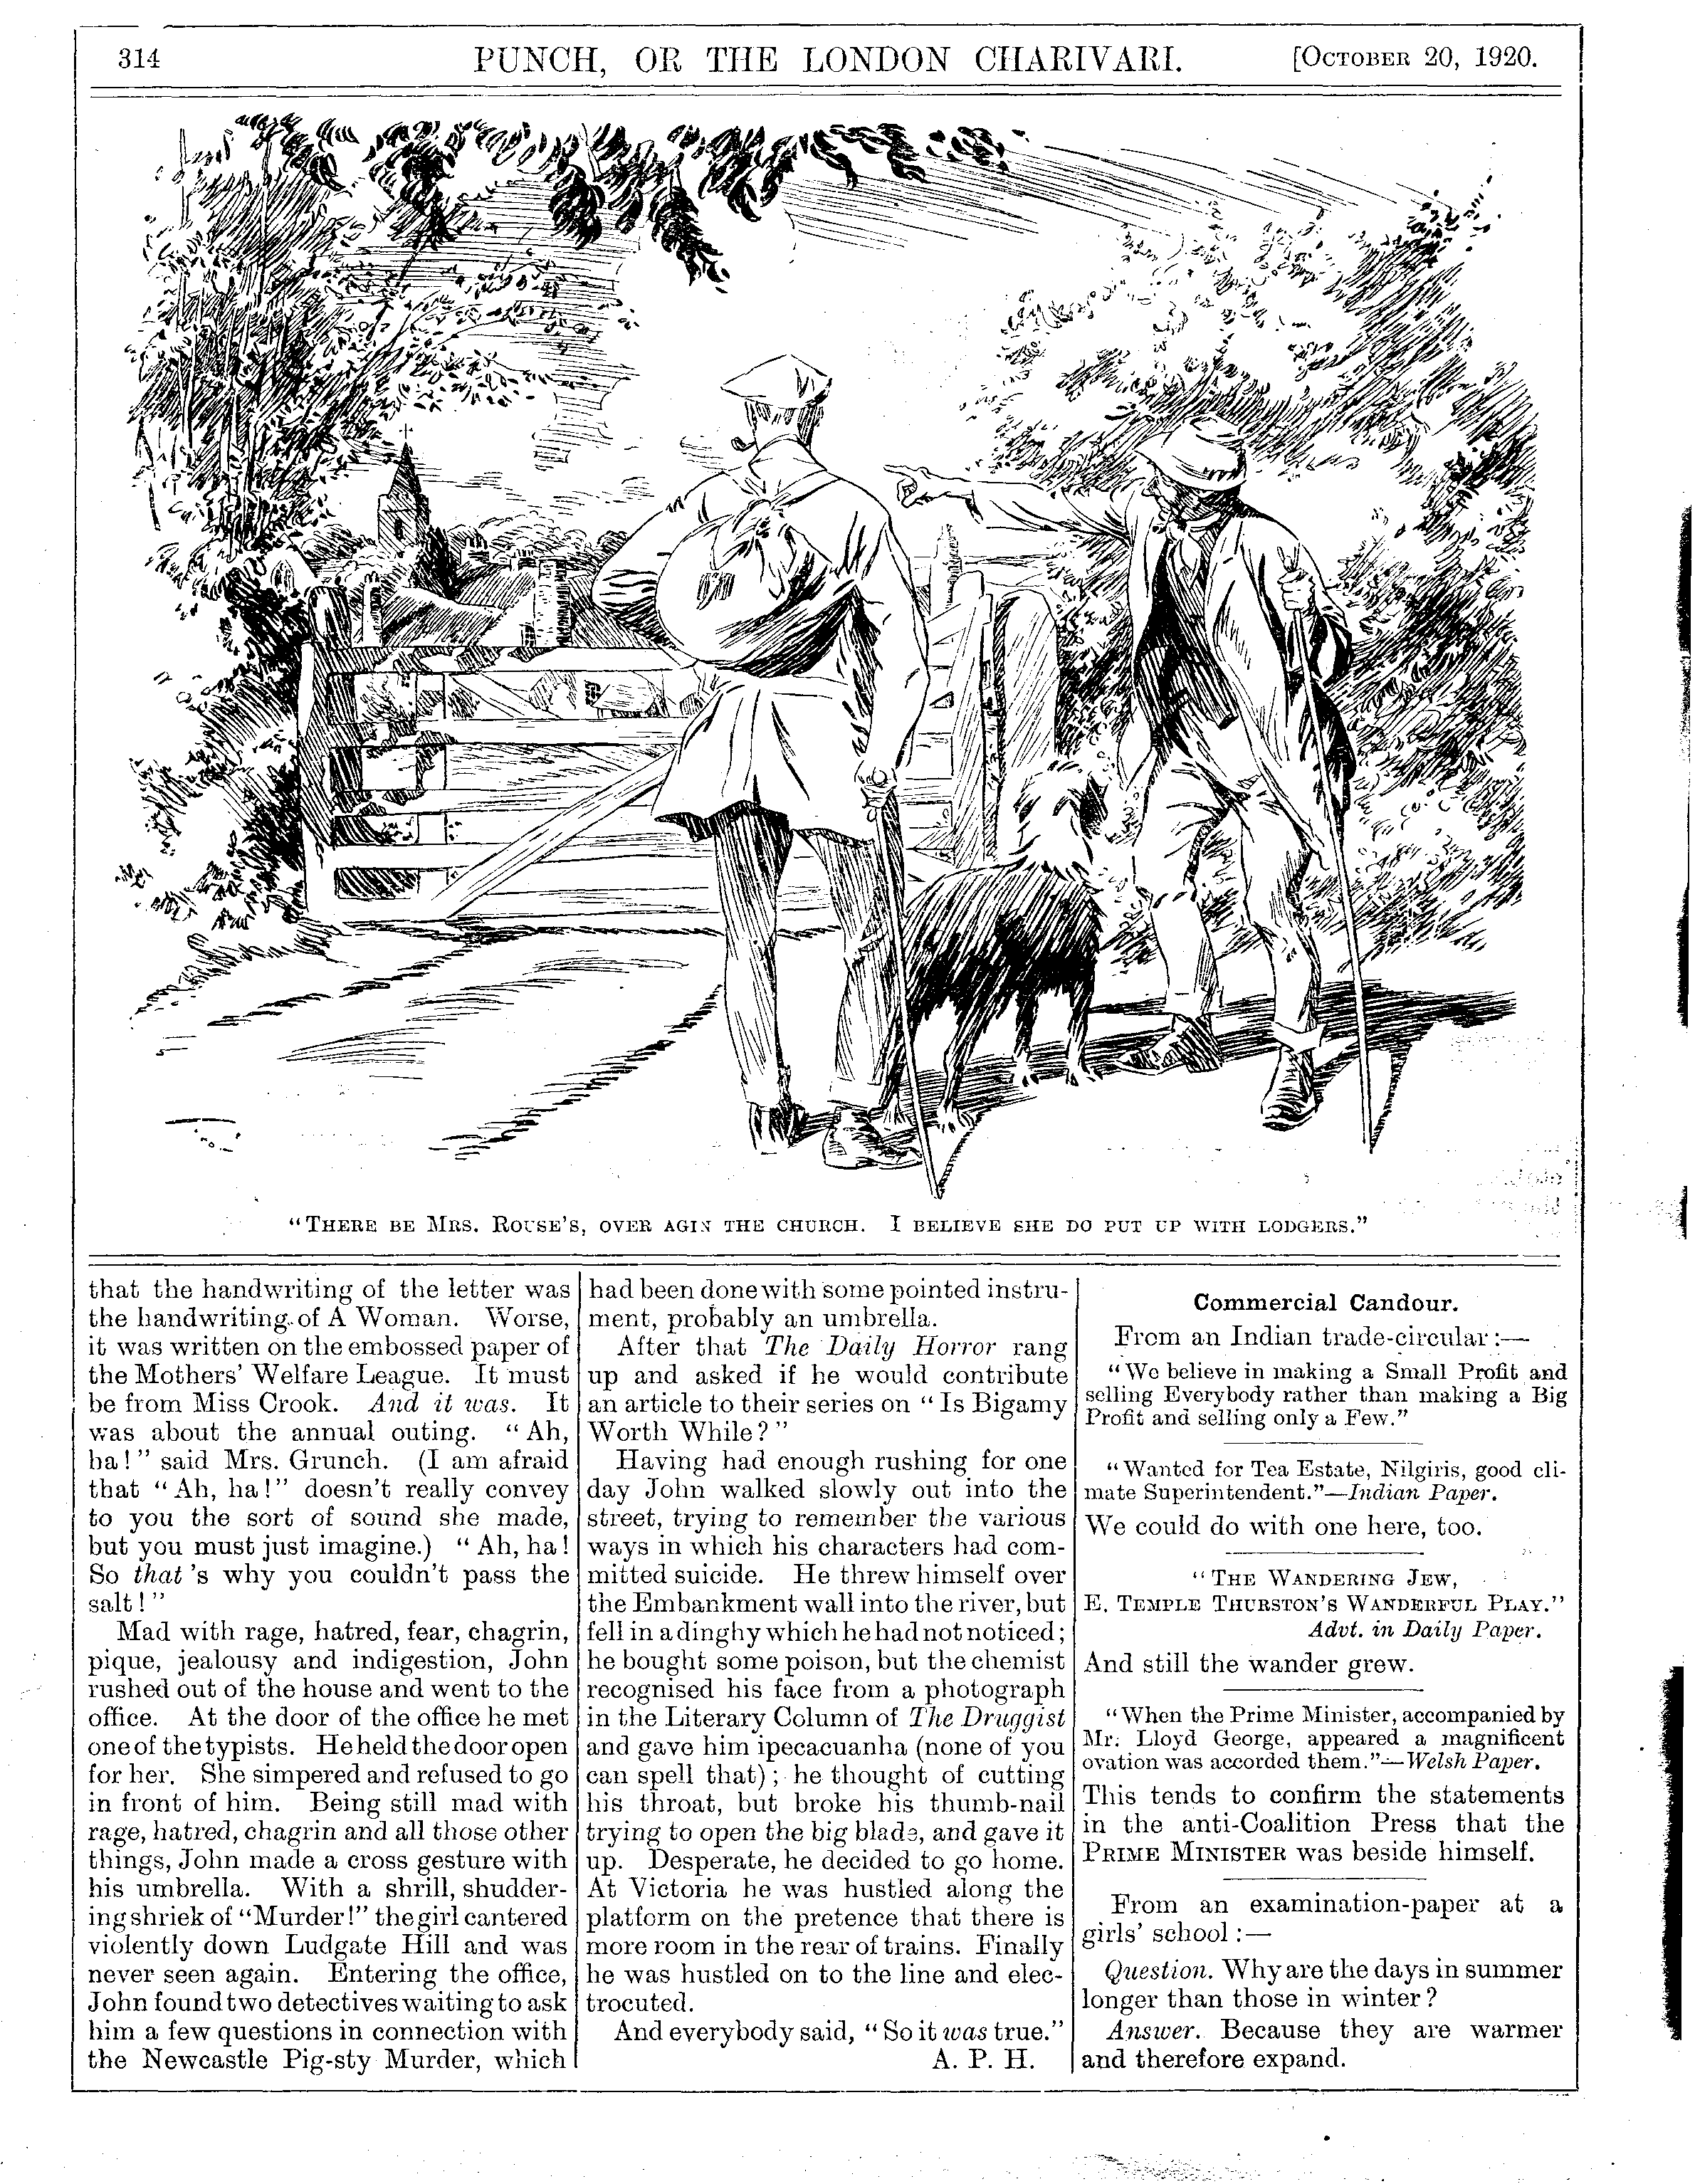 314
PUNCH, OR THE LONDON CHARIVARI.
[OCTOBER 20, 1920.
"THERE BE MRS. ROUSE'S, OVER AGIN THE CHURCH. I BELIEVE SHE DO PUT UP WITH LODGERS."
that the handwriting of the letter was
the handwriting of A Woman. Worse,
it was written on the embossed paper of
the Mothers' Welfare League. It must
be from Miss Crook. And it was. It
was about the annual outing. "Ah,
ha!" said Mrs. Grunch. (I am afraid
that "Ah, ha!" doesn't really convey
to you the sort of sound she made,
but you must just imagine.) "Ah, ha!
So that's why you couldn't pass the
salt!"
Mad with rage, hatred, fear, chagrin,
pique, jealousy and indigestion, John
rushed out of the house and went to the
office. At the door of the office he met
one of the typists. He held the door open
for her. She simpered and refused to go
in front of him. Being still mad with
rage, hatred, chagrin and all those other
things, John made a cross gesture with
his umbrella. With a shrill, shudder-
ing shriek of "Murder!" the girl cantered
violently down Ludgate Hill and was
never seen again. Entering the office,
John found two detectives waiting to ask
him a few questions in connection with
the Newcastle Pig-sty Murder, which
had been done with some pointed instru-
ment, probably an umbrella.
After that The Daily Horror rang
up and asked if he would contribute
an article to their series on "Is Bigamy
Worth While?"
Having had enough rushing for one
day John walked slowly out into the
street, trying to remember the various
ways in which his characters had com-
mitted suicide. He threw himself over
the Embankment wall into the river, but
fell in a dinghy which he had not noticed;
he bought some poison, but the chemist
recognised his face from a photograph
in the Literary Column of The Druggist
and gave him ipecacuanha (none of you
can spell that); he thought of cutting
his throat, but broke his thumb-nail
trying to open the big blade, and gave it
up. Desperate, he decided to go home.
At Victoria he was hustled along the
platform on the pretence that there is
more room in the rear of trains. Finally
he was hustled on to the line and elec-
trocuted.
And everybody said, "So it was true."
A. P. H.
Commercial Candour.
From an Indian trade-circular:—
"We believe in making a Small Profit and
selling Everybody rather than making a Big
Profit and selling only a Few."
"Wanted for Tea Estate, Nilgiris, good cli-
mate Superintendent."—Indian Paper.
We could do with one here, too.
"THE WANDERING JEW,
E. TEMPLE THURSTON'S WANDERFUL PLAY."
Advt. in Daily Paper.
And still the wander grew.
"When the Prime Minister, accompanied by
Mr. Lloyd George, appeared a magnificent
ovation was accorded them."—Welsh Paper.
This tends to confirm the statements
in the anti-Coalition Press that the
PRIME MINISTER was beside himself.
From an examination-paper at a
girls' school:—
Question. Why are the days in summer
longer than those in winter?
Answer. Because they are warmer
and therefore expand.